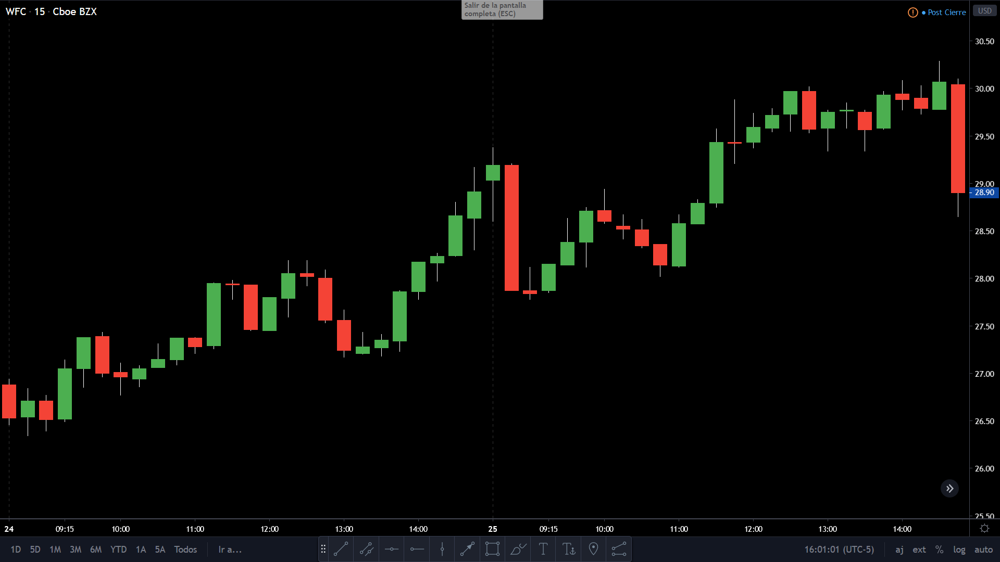 WFC · 15 · Cboe BZX
Salir de la pantalla
completa (ESC)
Post Cierre
USD
30.50
30.00
29.50
29.00
28.90
28.50
28.00
27.50
27.00
26.50
26.00
25.50
24 09:15 10:00 11:00 12:00 13:00 14:00 25 09:15 10:00 11:00 12:00 13:00 14:00
1D 5D 1M 3M 6M YTD 1A 5A Todos Ir a... 16:01:01 (UTC-5) aj ext % log auto